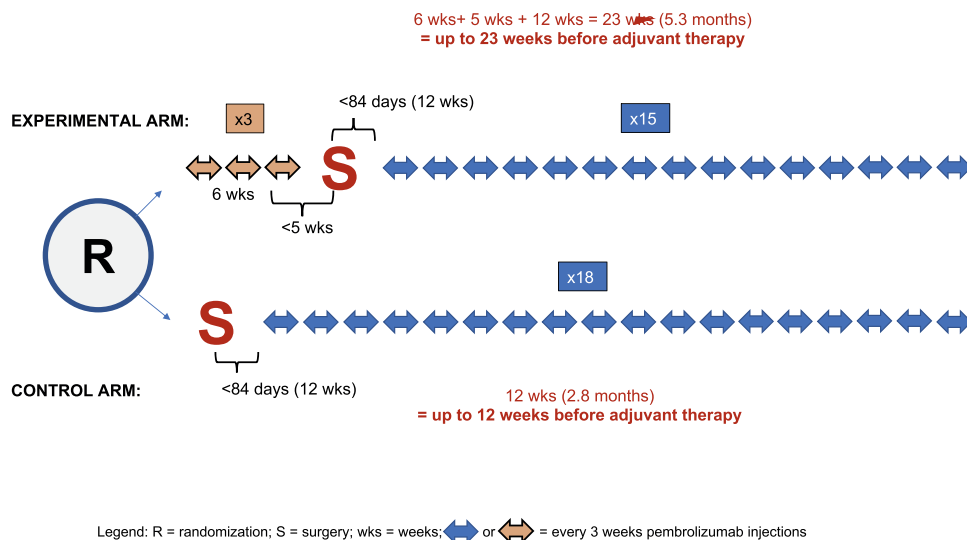 6 wks+ 5 wks + 12 wks = 23 wks (5.3 months)
= up to 23 weeks before adjuvant therapy
<84 days (12 wks)
EXPERIMENTAL ARM:
x3
x15
S
6 wks
<5 wks
R
x18
S
<84 days (12 wks)
CONTROL ARM:
12 wks (2.8 months)
= up to 12 weeks before adjuvant therapy
Legend: R = randomization; S = surgery; wks = weeks; or = every 3 weeks pembrolizumab injections